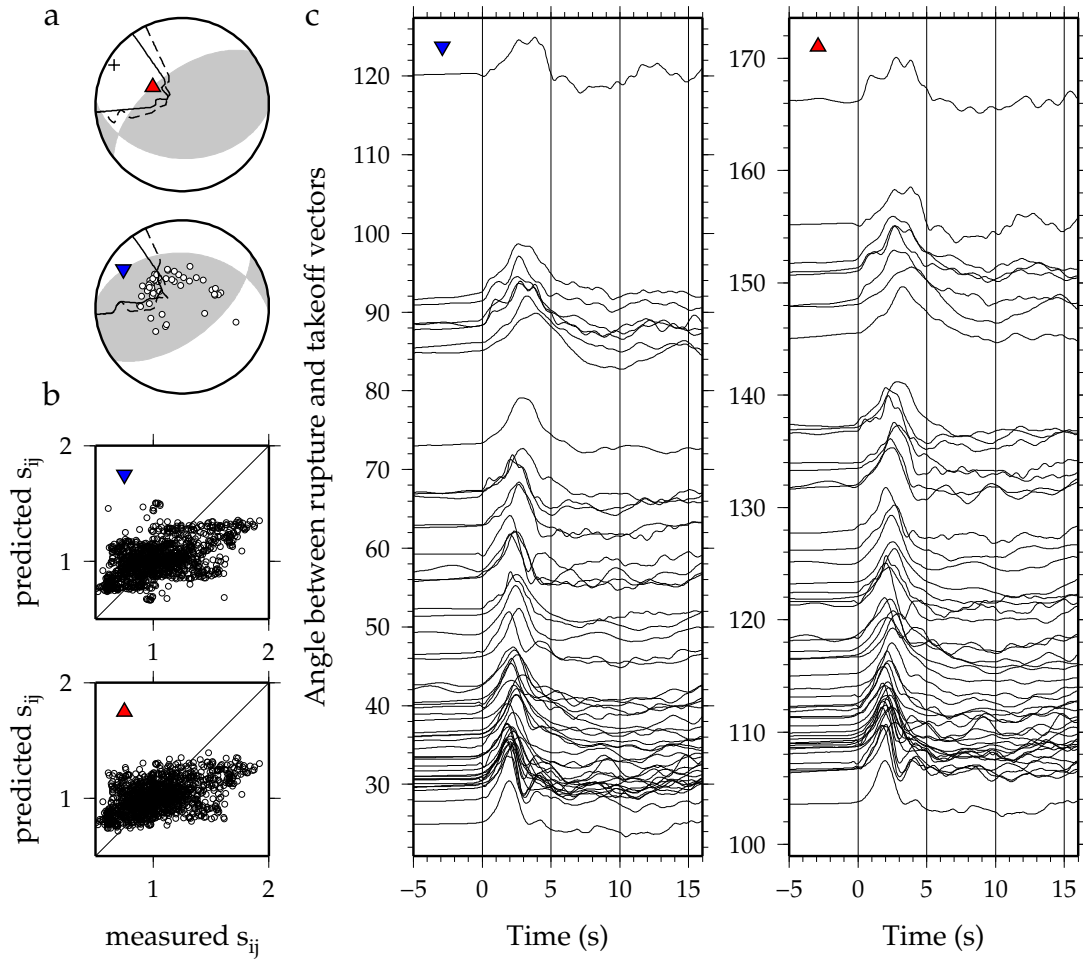 a
b
2
predicted s_ij
1
1
2
2
predicted s_ij
1
1
2
measured s_ij
c
Angle between rupture and takeoff vectors
120
110
100
90
80
70
60
50
40
30
−5 0 5 10 15
Time (s)
170
160
150
140
130
120
110
100
−5 0 5 10 15
Time (s)